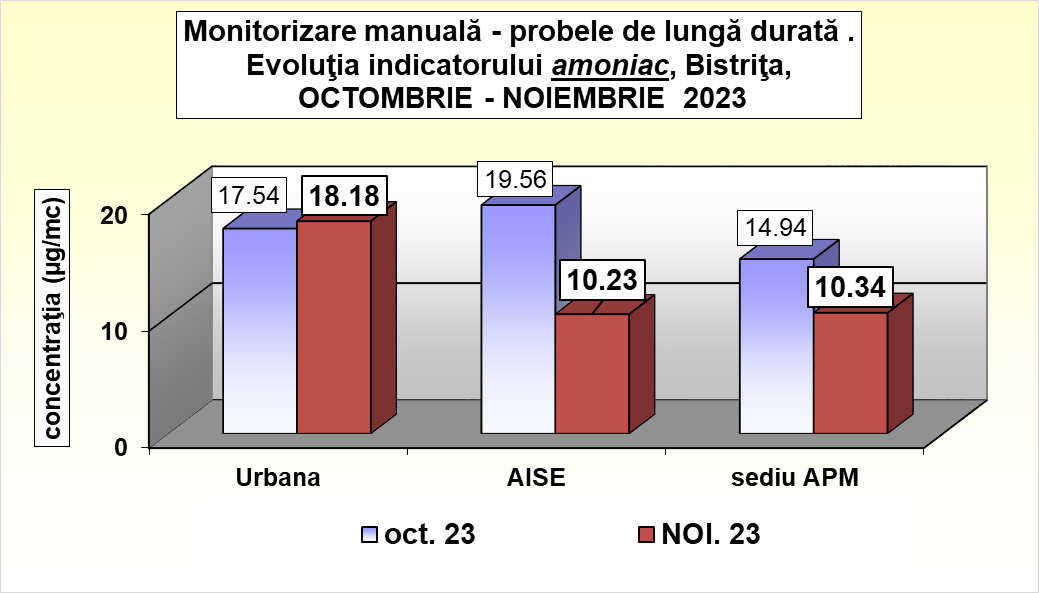 Monitorizare manuală - probele de lungă durată .
Evoluţia indicatorului amoniac, Bistriţa,
OCTOMBRIE - NOIEMBRIE 2023
concentraţia (µg/mc)
20
10
0
17.54
18.18
19.56
10.23
14.94
10.34
Urbana
AISE
sediu APM
oct. 23
NOI. 23